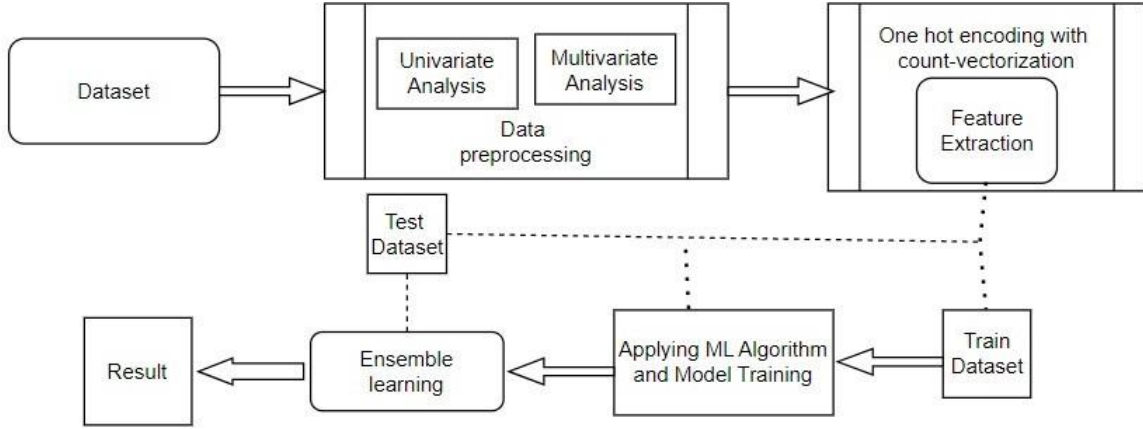 Dataset
Univariate
Analysis
Multivariate
Analysis
Data
preprocessing
One hot encoding with
count-vectorization
Feature
Extraction
Test
Dataset
Train
Dataset
Applying ML Algorithm
and Model Training
Ensemble
learning
Result